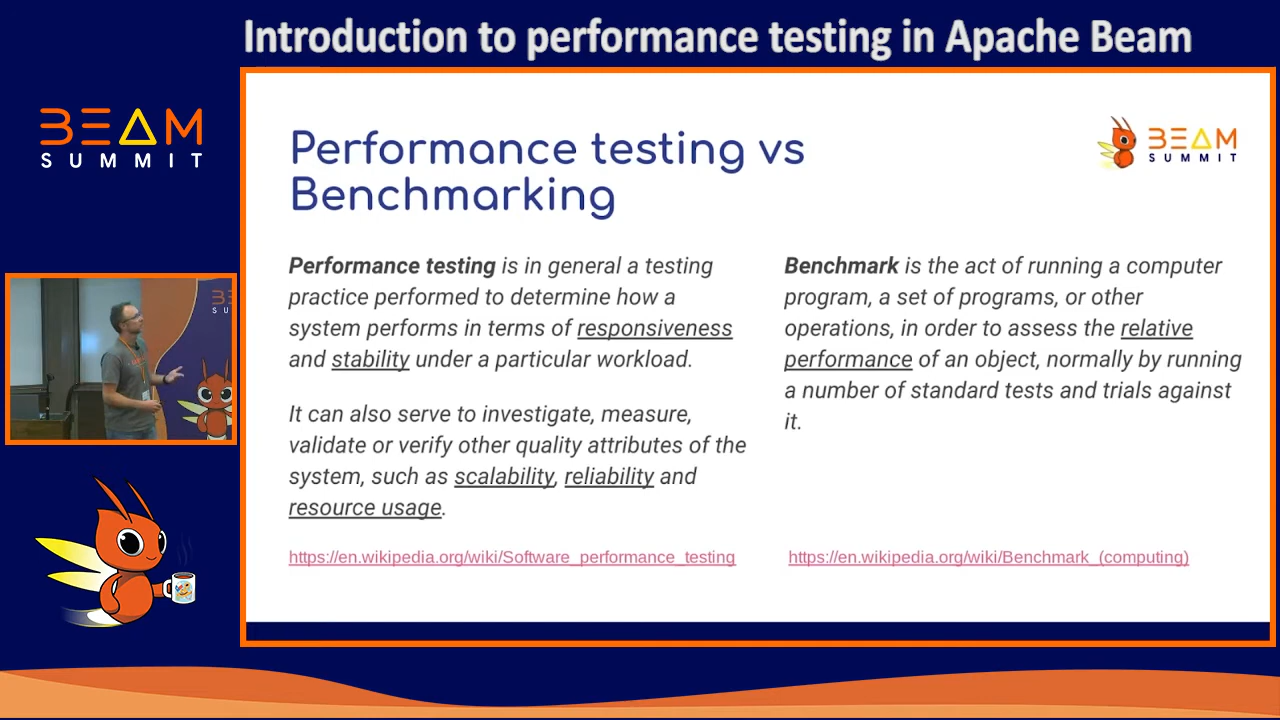 Introduction to performance testing in Apache Beam
BEAM
SUMMIT
Performance testing vs
Benchmarking
BEAM
SUMMIT
Performance testing is in general a testing
practice performed to determine how a
system performs in terms of responsiveness
and stability under a particular workload.
It can also serve to investigate, measure,
validate or verify other quality attributes of the
system, such as scalability, reliability and
resource usage.
https://en.wikipedia.org/wiki/Software_performance_testing
Benchmark is the act of running a computer
program, a set of programs, or other
operations, in order to assess the relative
performance of an object, normally by running
a number of standard tests and trials against
it.
https://en.wikipedia.org/wiki/Benchmark_(computing)